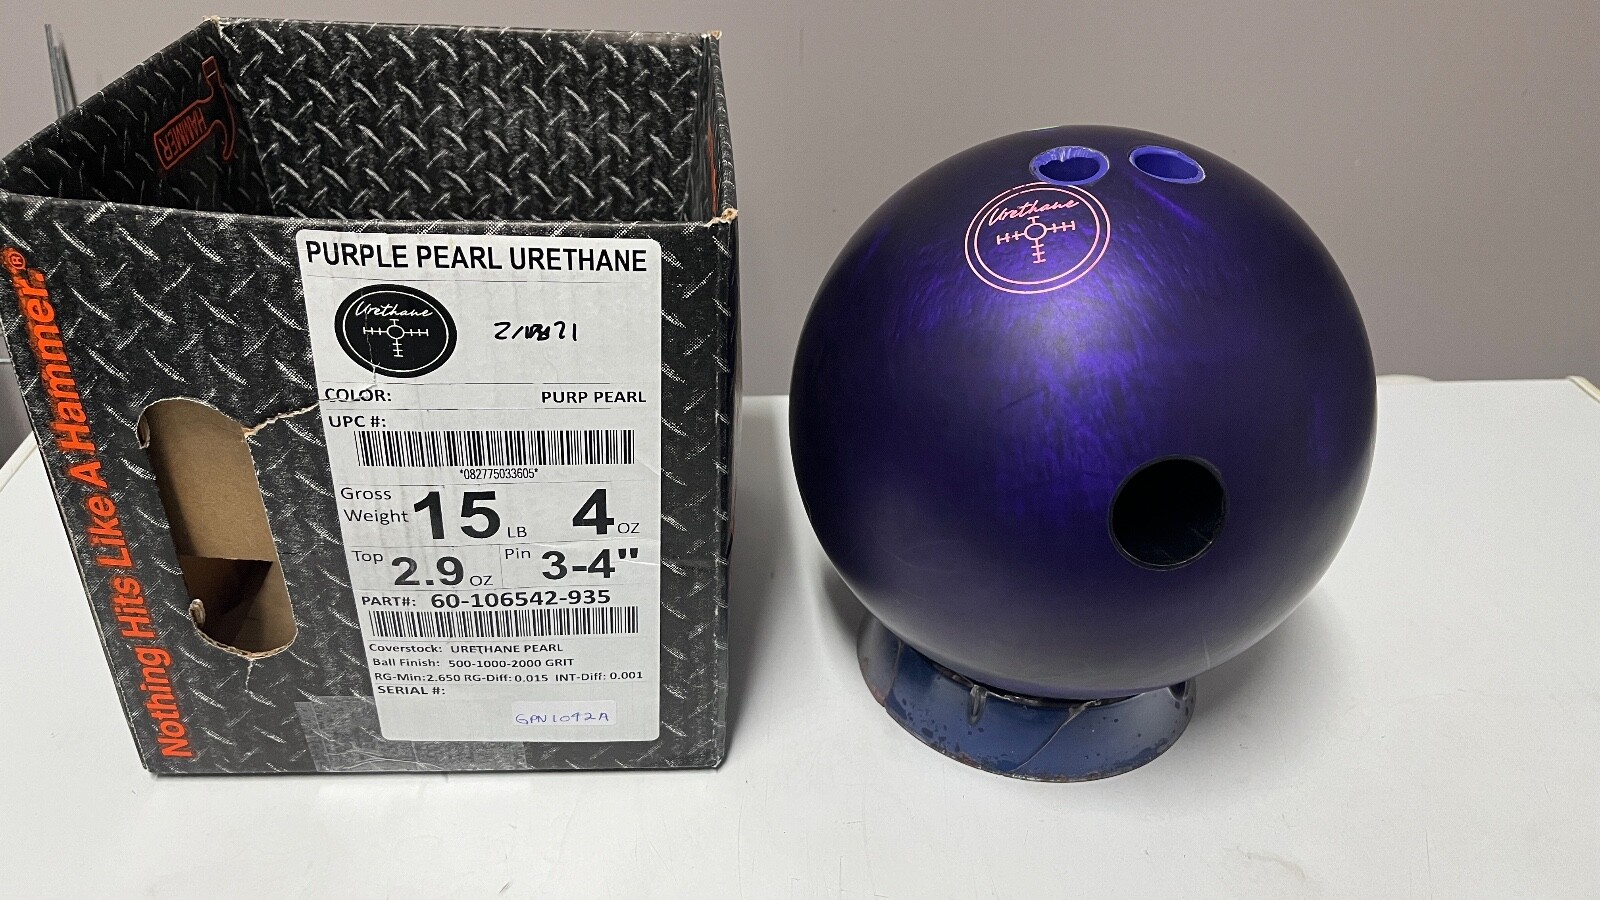 HAMMER
Nothing Hits Like A Hammer.®
PURPLE PEARL URETHANE
Urethane
COLOR: PURP PEARL
UPC #:
*082775033605*
Gross Weight 15 LB 4 OZ
Top 2.9 OZ Pin 3-4"
PART#: 60-106542-935
Coverstock: URETHANE PEARL
Ball Finish: 500-1000-2000 GRIT
RG-Min:2.650 RG-Diff: 0.015 INT-Diff: 0.001
SERIAL #:
GPN1042A
Urethane